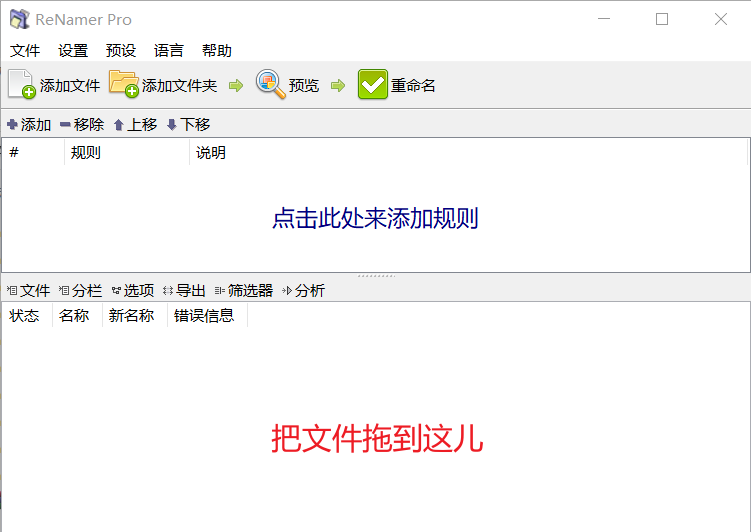 ReNamer Pro
文件 设置 预设 语言 帮助
添加文件 添加文件夹 预览 重命名
添加 移除 上移 下移
# 规则 说明
点击此处来添加规则
文件 分栏 选项 导出 筛选器 分析
状态 名称 新名称 错误信息
把文件拖到这儿